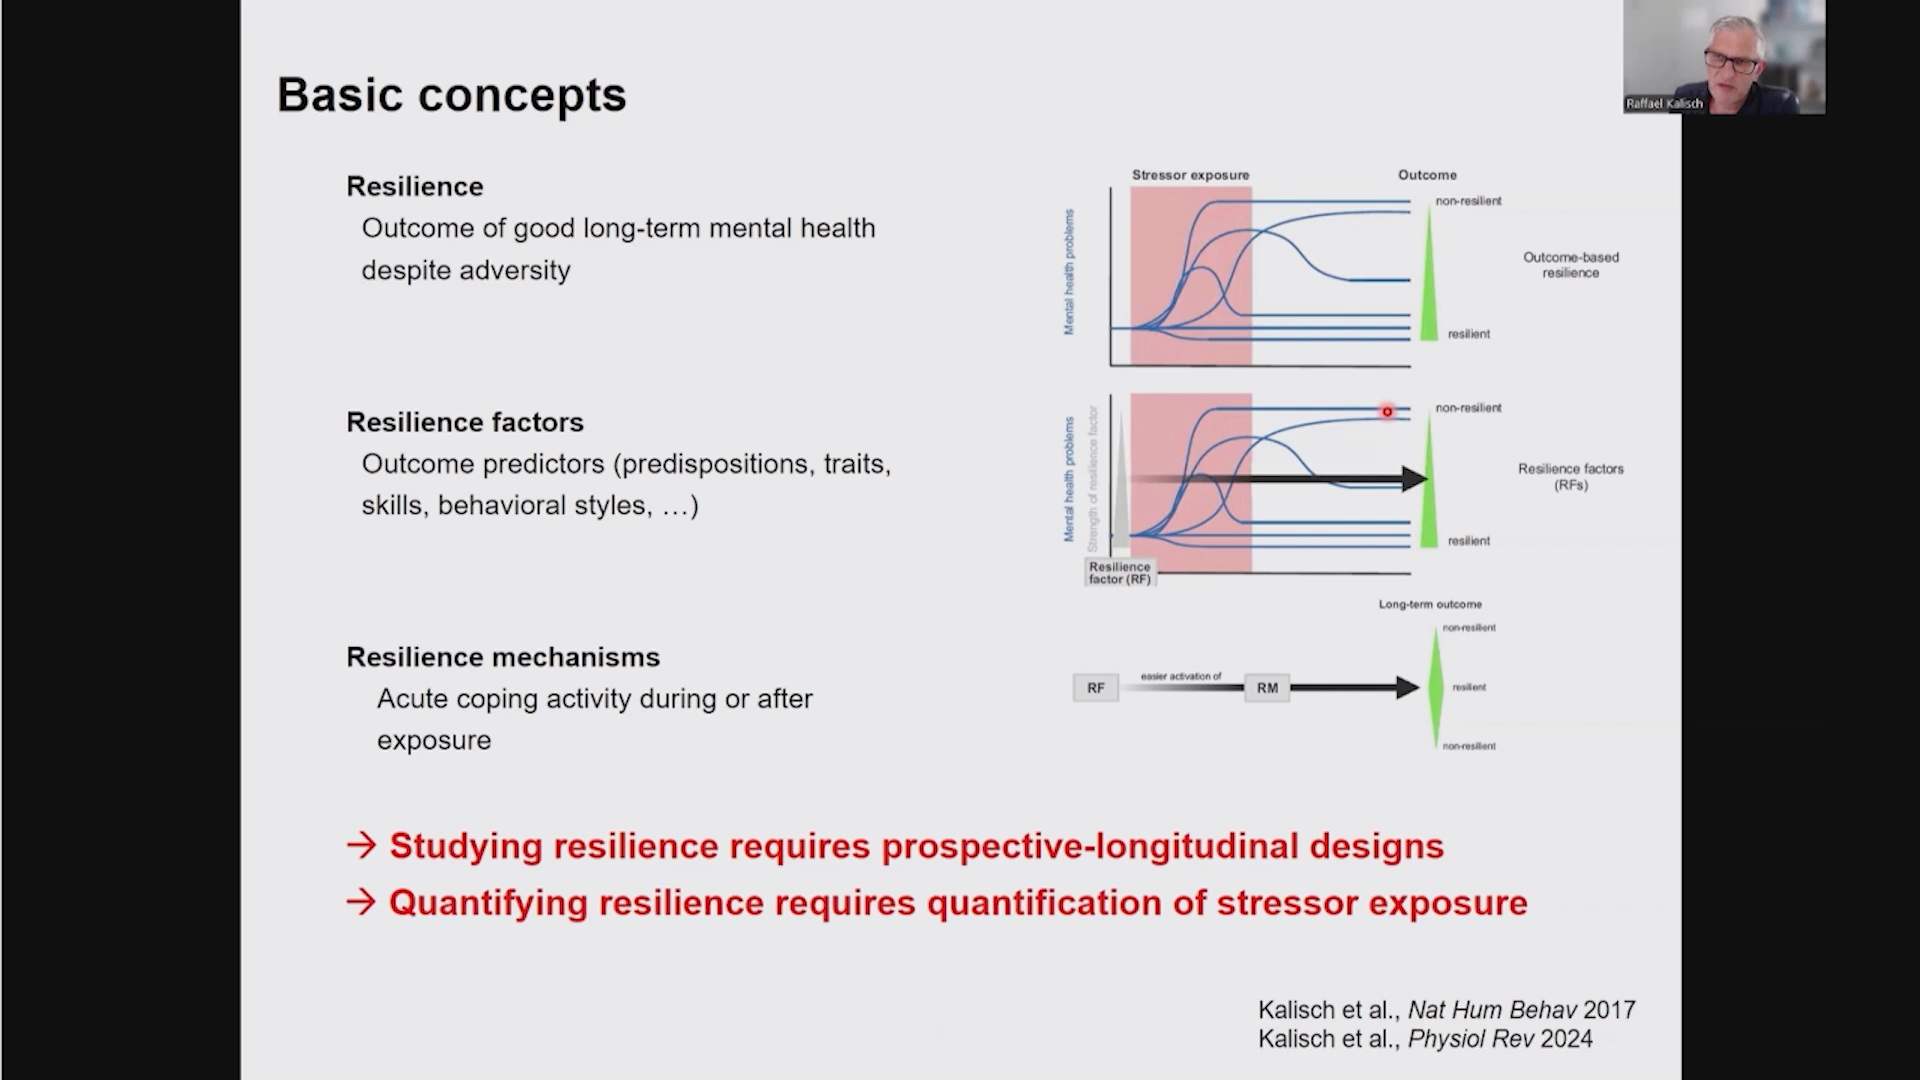 Raffael Kalisch
Basic concepts
Resilience
Outcome of good long-term mental health
despite adversity
Stressor exposure
Outcome
Mental health problems
non-resilient
resilient
Outcome-based
resilience
Resilience factors
Outcome predictors (predispositions, traits,
skills, behavioral styles, …)
Mental health problems
Strength of resilience factor
non-resilient
resilient
Resilience factors
(RFs)
Resilience
factor (RF)
Resilience mechanisms
Acute coping activity during or after
exposure
Long-term outcome
non-resilient
RF
easier activation of
RM
resilient
non-resilient
→ Studying resilience requires prospective-longitudinal designs
→ Quantifying resilience requires quantification of stressor exposure
Kalisch et al., Nat Hum Behav 2017
Kalisch et al., Physiol Rev 2024